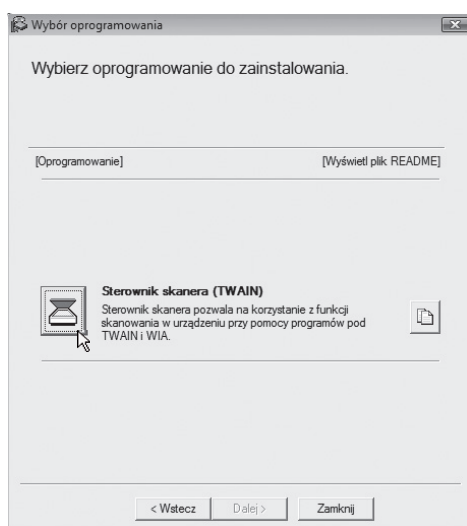 Wybór oprogramowania
Wybierz oprogramowanie do zainstalowania.
[Oprogramowanie] [Wyświetl plik README]
Sterownik skanera (TWAIN)
Sterownik skanera pozwala na korzystanie z funkcji
skanowania w urządzeniu przy pomocy programów pod
TWAIN i WIA.
< Wstecz Dalej > Zamknij